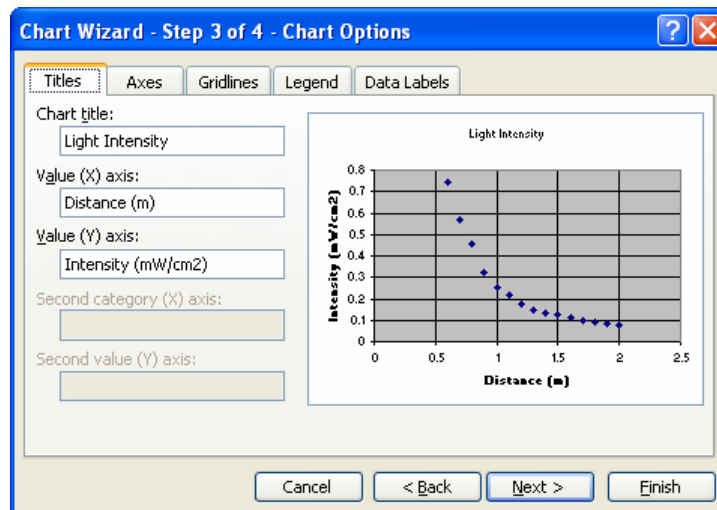 Chart Wizard - Step 3 of 4 - Chart Options
Titles Axes Gridlines Legend Data Labels
Chart title:
Light Intensity
Value (X) axis:
Distance (m)
Value (Y) axis:
Intensity (mW/cm2)
Second category (X) axis:
Second value (Y) axis:
Light Intensity
Intensity (mW/cm2)
0.8
0.7
0.6
0.5
0.4
0.3
0.2
0.1
0
0 0.5 1 1.5 2 2.5
Distance (m)
Cancel < Back Next > Finish